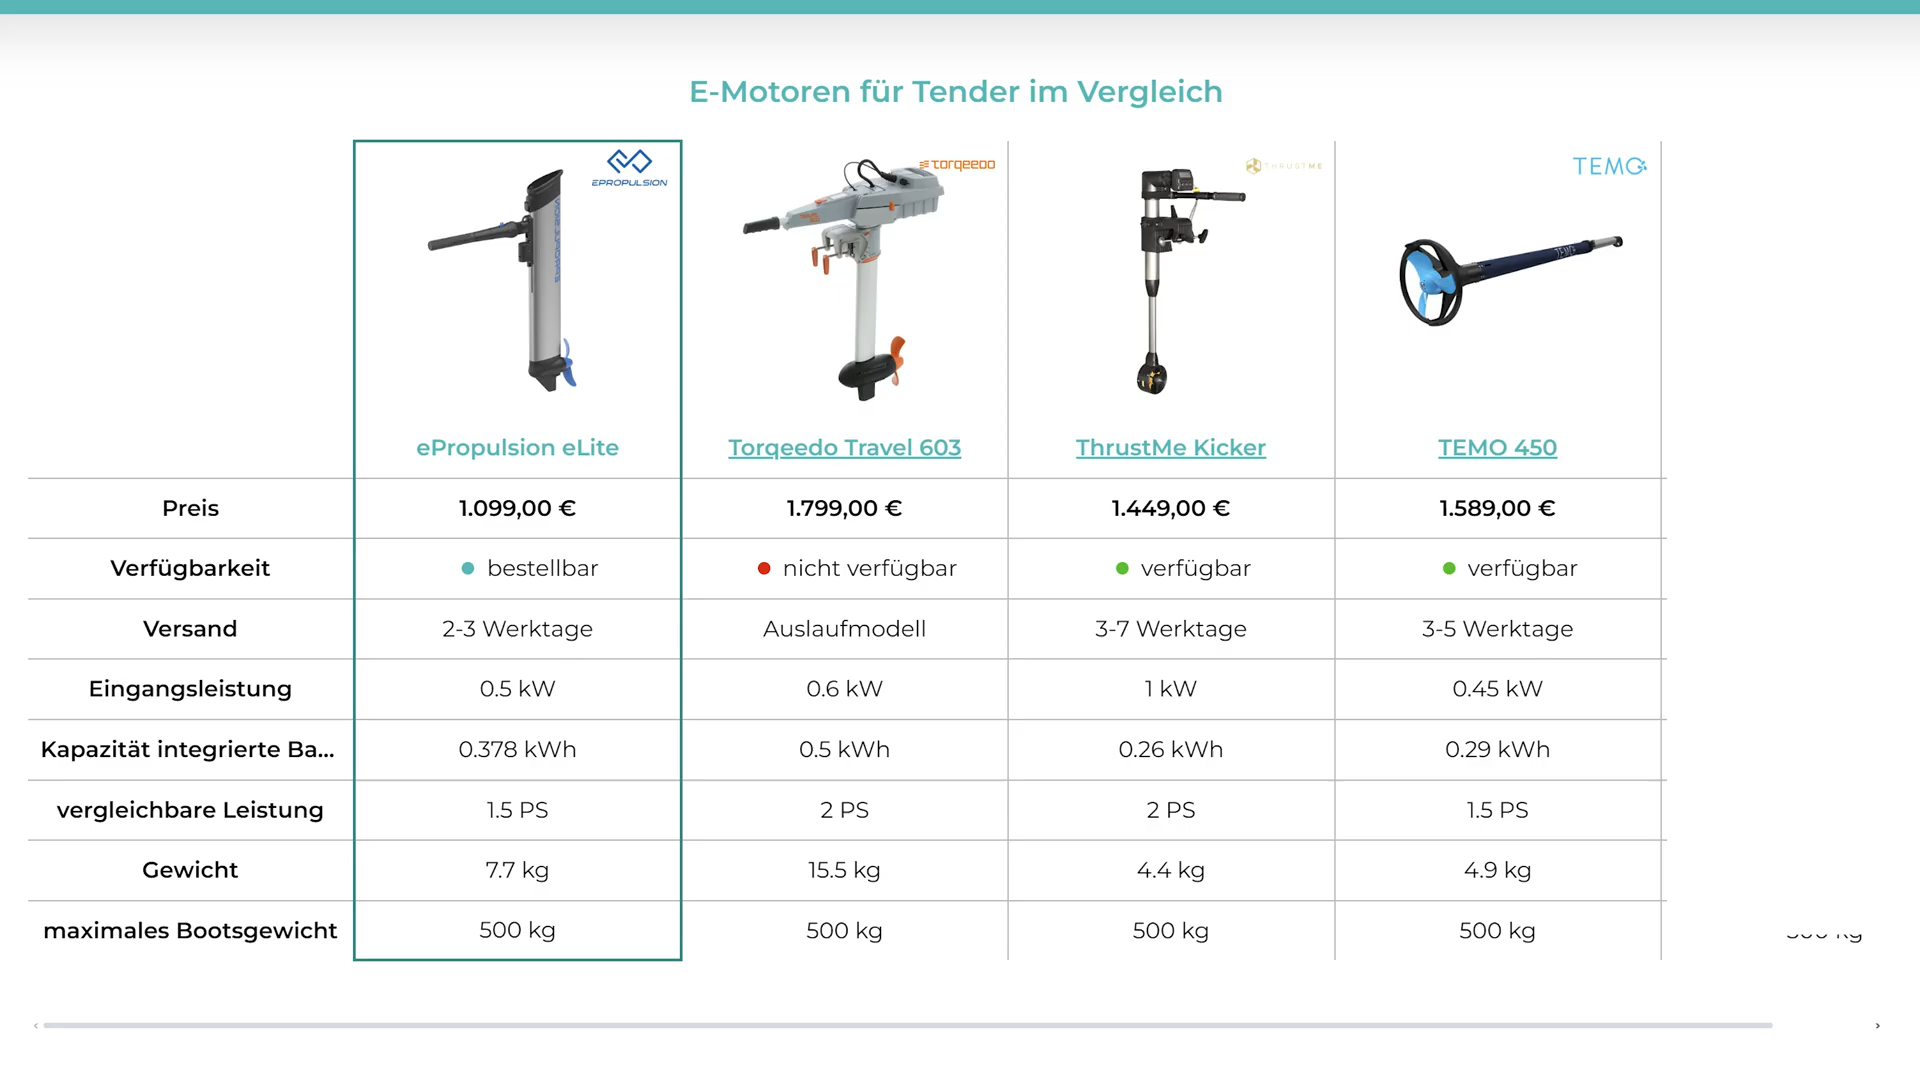 E-Motoren für Tender im Vergleich
EPROPULSION
TORQEEDO
THRUSTME
TEMO
TEMO
ePropulsion eLite
Torqeedo Travel 603
ThrustMe Kicker
TEMO 450
Preis
1.099,00 €
1.799,00 €
1.449,00 €
1.589,00 €
Verfügbarkeit
bestellbar
nicht verfügbar
verfügbar
verfügbar
Versand
2-3 Werktage
Auslaufmodell
3-7 Werktage
3-5 Werktage
Eingangsleistung
0.5 kW
0.6 kW
1 kW
0.45 kW
Kapazität integrierte Ba...
0.378 kWh
0.5 kWh
0.26 kWh
0.29 kWh
vergleichbare Leistung
1.5 PS
2 PS
2 PS
1.5 PS
Gewicht
7.7 kg
15.5 kg
4.4 kg
4.9 kg
maximales Bootsgewicht
500 kg
500 kg
500 kg
500 kg